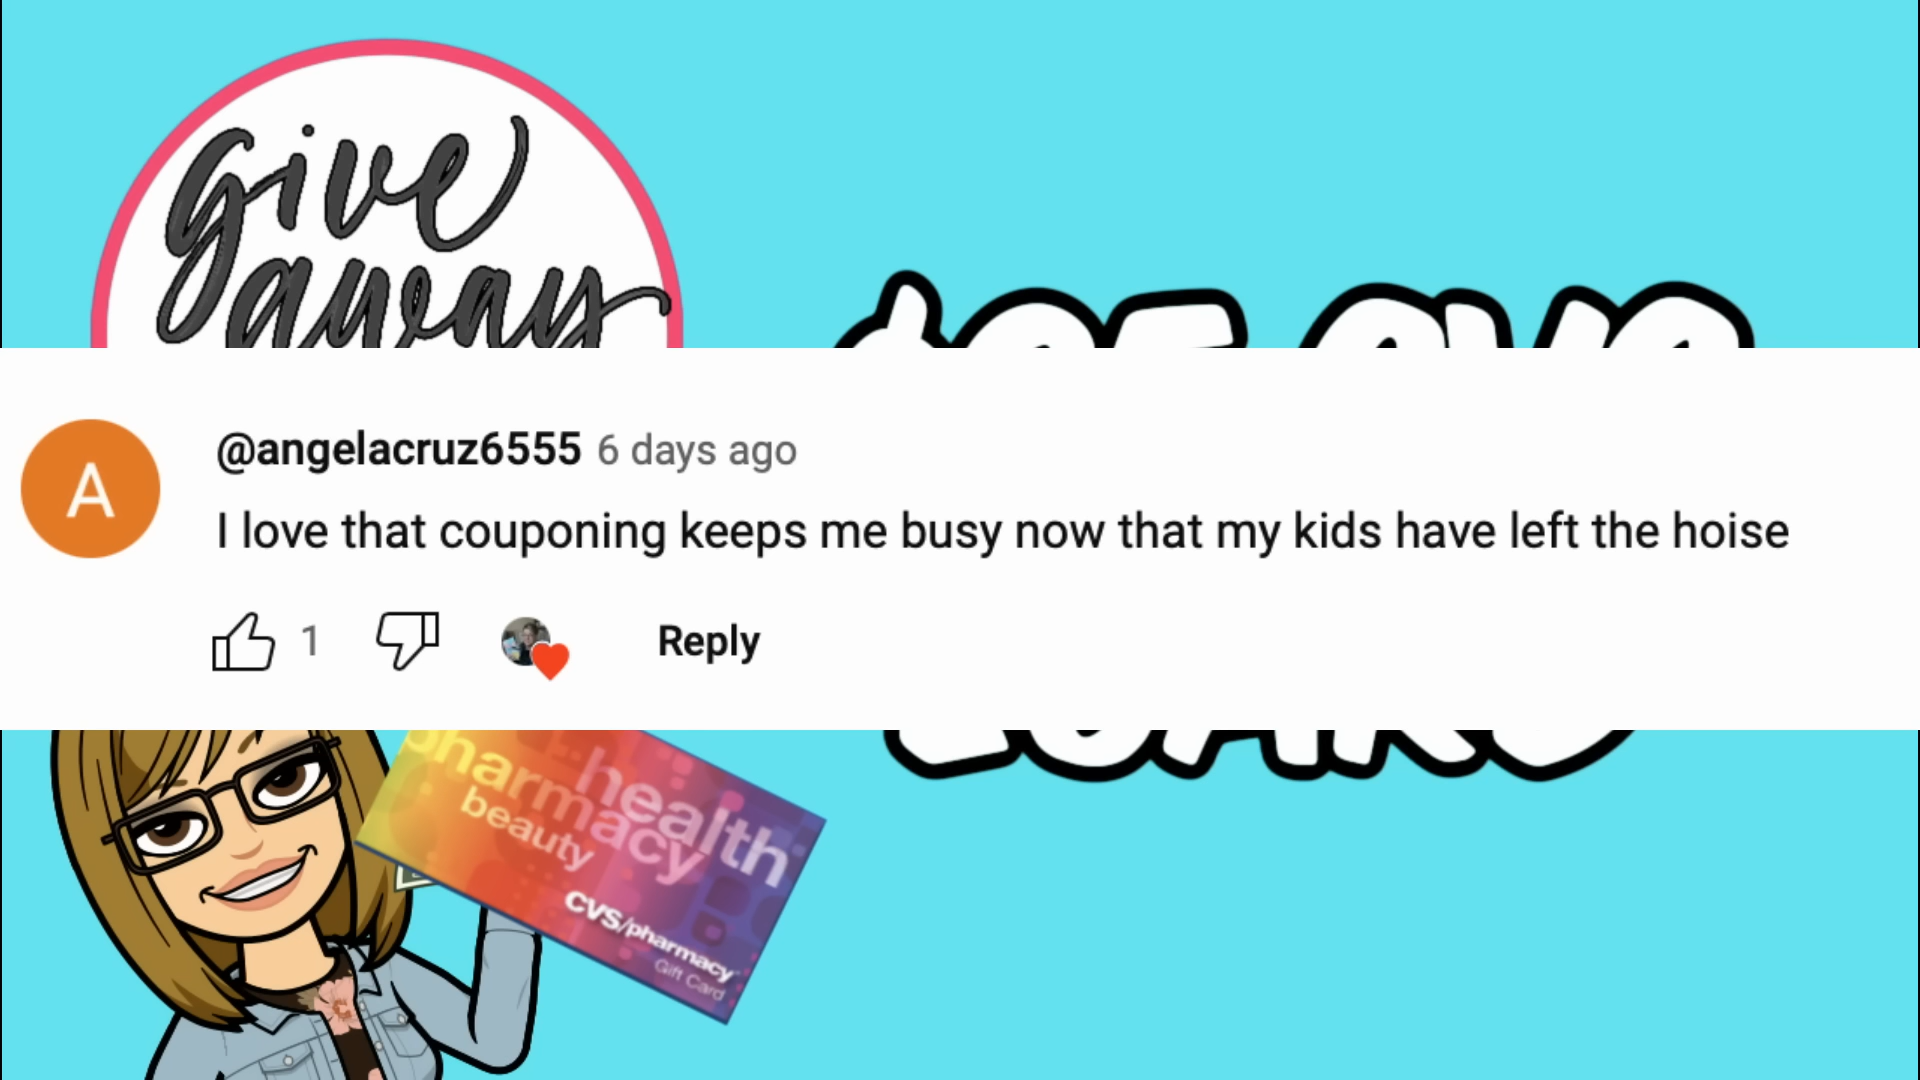 give
away
@angelacruz6555 6 days ago
I love that couponing keeps me busy now that my kids have left the hoise
1
Reply
health
pharmacy
beauty
CVS/pharmacy
Gift Card